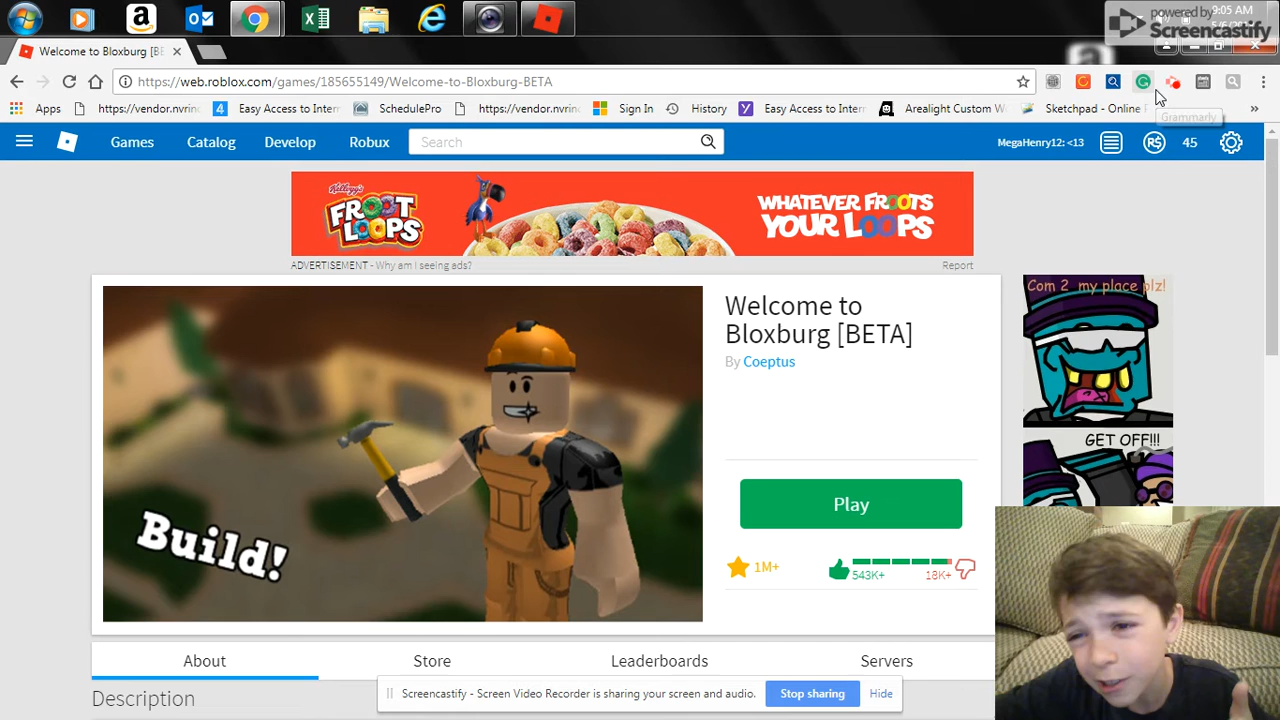 9:05 AM
powered by
Screencastify
Welcome to Bloxburg [BE
https://web.roblox.com/games/185655149/Welcome-to-Bloxburg-BETA
Apps
https://vendor.nvrinc
Easy Access to Inter
SchedulePro
https://vendor.nvrinc
Sign In
History
Easy Access to Inter
Arealight Custom W
Sketchpad - Online
Grammarly
Games
Catalog
Develop
Robux
Search
MegaHenry12: <13
R$
45
Kellogg's
FROOT
LOOPS
WHATEVER FROOTS
YOUR LOOPS
ADVERTISEMENT - Why am I seeing ads?
Report
Build!
Welcome to
Bloxburg [BETA]
By Coeptus
Play
1M+
543K+
18K+
Com 2 my place plz!
GET OFF!!!
About
Store
Leaderboards
Servers
Description
Screencastify - Screen Video Recorder is sharing your screen and audio.
Stop sharing
Hide